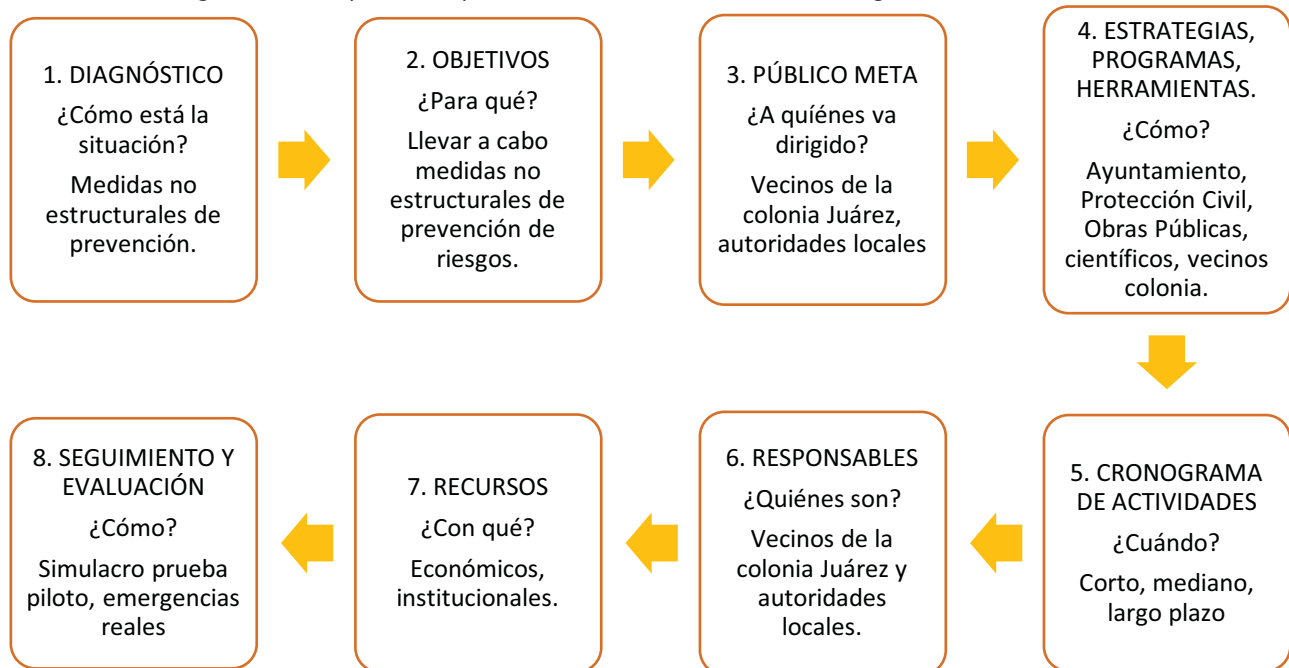 1. DIAGNÓSTICO
¿Cómo está la
situación?
Medidas no
estructurales de
prevención.
2. OBJETIVOS
¿Para qué?
Llevar a cabo
medidas no
estructurales de
prevención de
riesgos.
3. PÚBLICO META
¿A quíénes va
dirigido?
Vecinos de la
colonia Juárez,
autoridades locales
4. ESTRATEGIAS,
PROGRAMAS,
HERRAMIENTAS.
¿Cómo?
Ayuntamiento,
Protección Civil,
Obras Públicas,
científicos, vecinos
colonia.
5. CRONOGRAMA
DE ACTIVIDADES
¿Cuándo?
Corto, mediano,
largo plazo
6. RESPONSABLES
¿Quiénes son?
Vecinos de la
colonia Juárez y
autoridades
locales.
7. RECURSOS
¿Con qué?
Económicos,
institucionales.
8. SEGUIMIENTO Y
EVALUACIÓN
¿Cómo?
Simulacro prueba
piloto, emergencias
reales